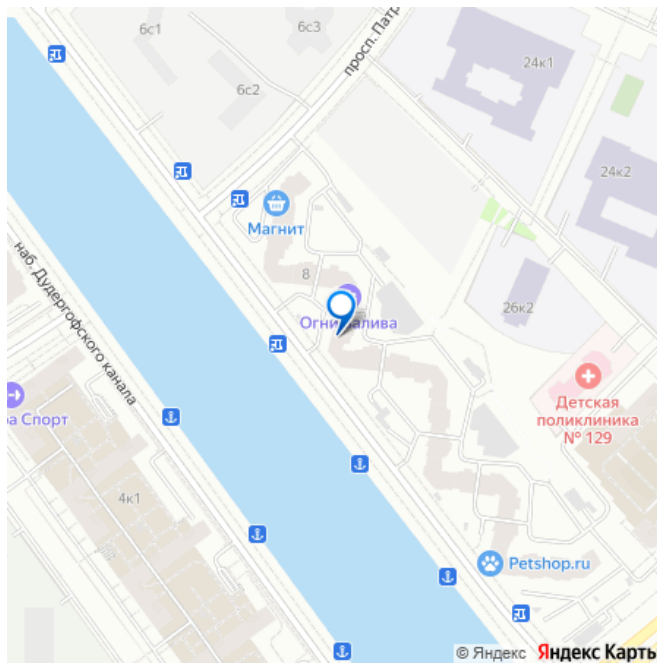 6с1
6с3
просп. Патр
6с2
24к1
24к2
Магнит
8
Огни залива
26к2
наб. Дудергофского канала
ра Спорт
4к1
Детская
поликлиника
№ 129
Petshop.ru
© Яндекс Яндекс Карты